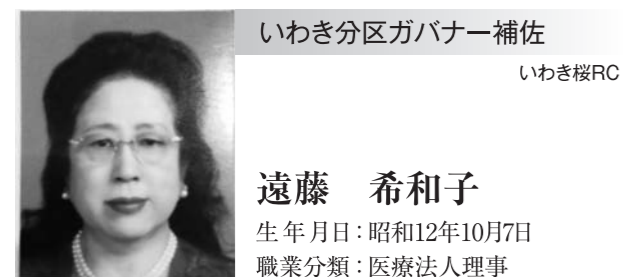 いわき分区ガバナー補佐
いわき桜RC
遠藤　希和子
生年月日：昭和12年10月7日
職業分類：医療法人理事